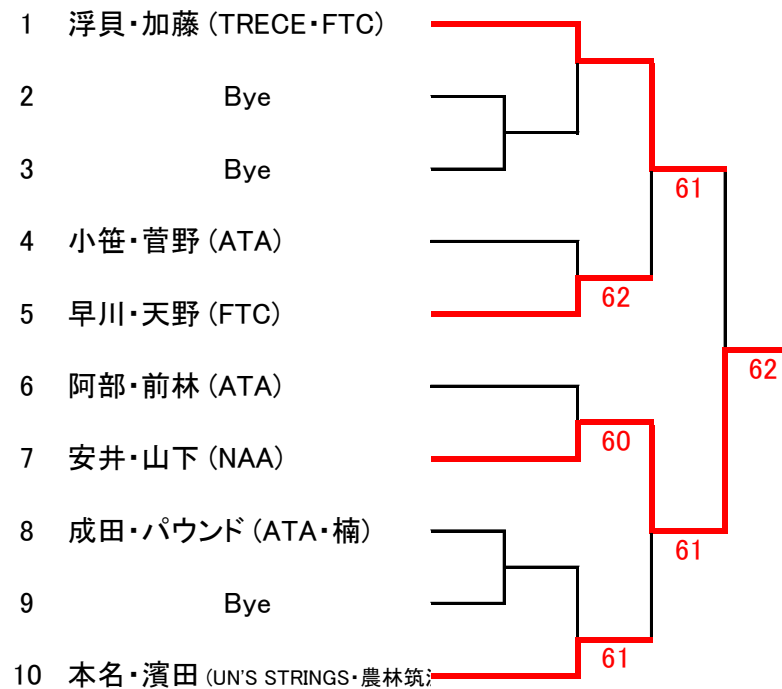 1 浮貝・加藤 (TRECE・FTC)
2 Bye
3 Bye
61
4 小笹・菅野 (ATA)
62
5 早川・天野 (FTC)
62
6 阿部・前林 (ATA)
60
7 安井・山下 (NAA)
8 成田・パウンド (ATA・楠)
61
9 Bye
61
10 本名・濱田 (UN'S STRINGS・農林筑